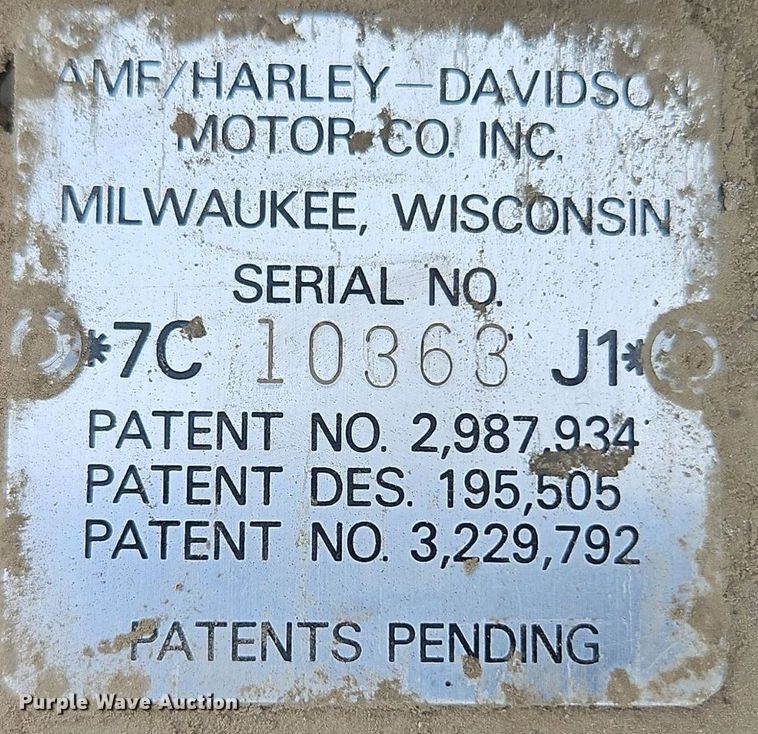 AMF/HARLEY-DAVIDSON
MOTOR CO. INC.
MILWAUKEE, WISCONSIN
SERIAL NO.
*7C 10363 J1*
PATENT NO. 2,987,934
PATENT DES. 195,505
PATENT NO. 3,229,792
PATENTS PENDING
Purple Wave Auction